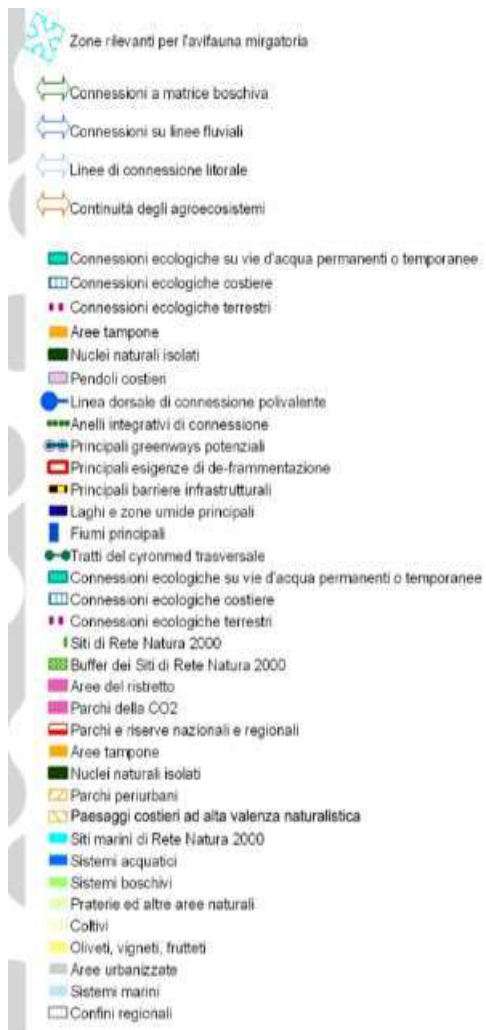 Zone rilevanti per l'avifauna mirgatoria
Connessioni a matrice boschiva
Connessioni su linee fluviali
Linee di connessione litorale
Continuità degli agroecosistemi
Connessioni ecologiche su vie d'acqua permanenti o temporanee
Connessioni ecologiche costiere
Connessioni ecologiche terrestri
Aree tampone
Nuclei naturali isolati
Pendoli costieri
Linea dorsale di connessione polivalente
Anelli integrativi di connessione
Principali greenways potenziali
Principali esigenze di de-frammentazione
Principali barriere infrastrutturali
Laghi e zone umide principali
Fiumi principali
Tratti del cyronmed trasversale
Connessioni ecologiche su vie d'acqua permanenti o temporanee
Connessioni ecologiche costiere
Connessioni ecologiche terrestri
Siti di Rete Natura 2000
Buffer dei Siti di Rete Natura 2000
Aree del ristretto
Parchi della CO2
Parchi e riserve nazionali e regionali
Aree tampone
Nuclei naturali isolati
Parchi periurbani
Paesaggi costieri ad alta valenza naturalistica
Siti marini di Rete Natura 2000
Sistemi acquatici
Sistemi boschivi
Praterie ed altre aree naturali
Coltivi
Oliveti, vigneti, frutteti
Aree urbanizzate
Sistemi marini
Confini regionali